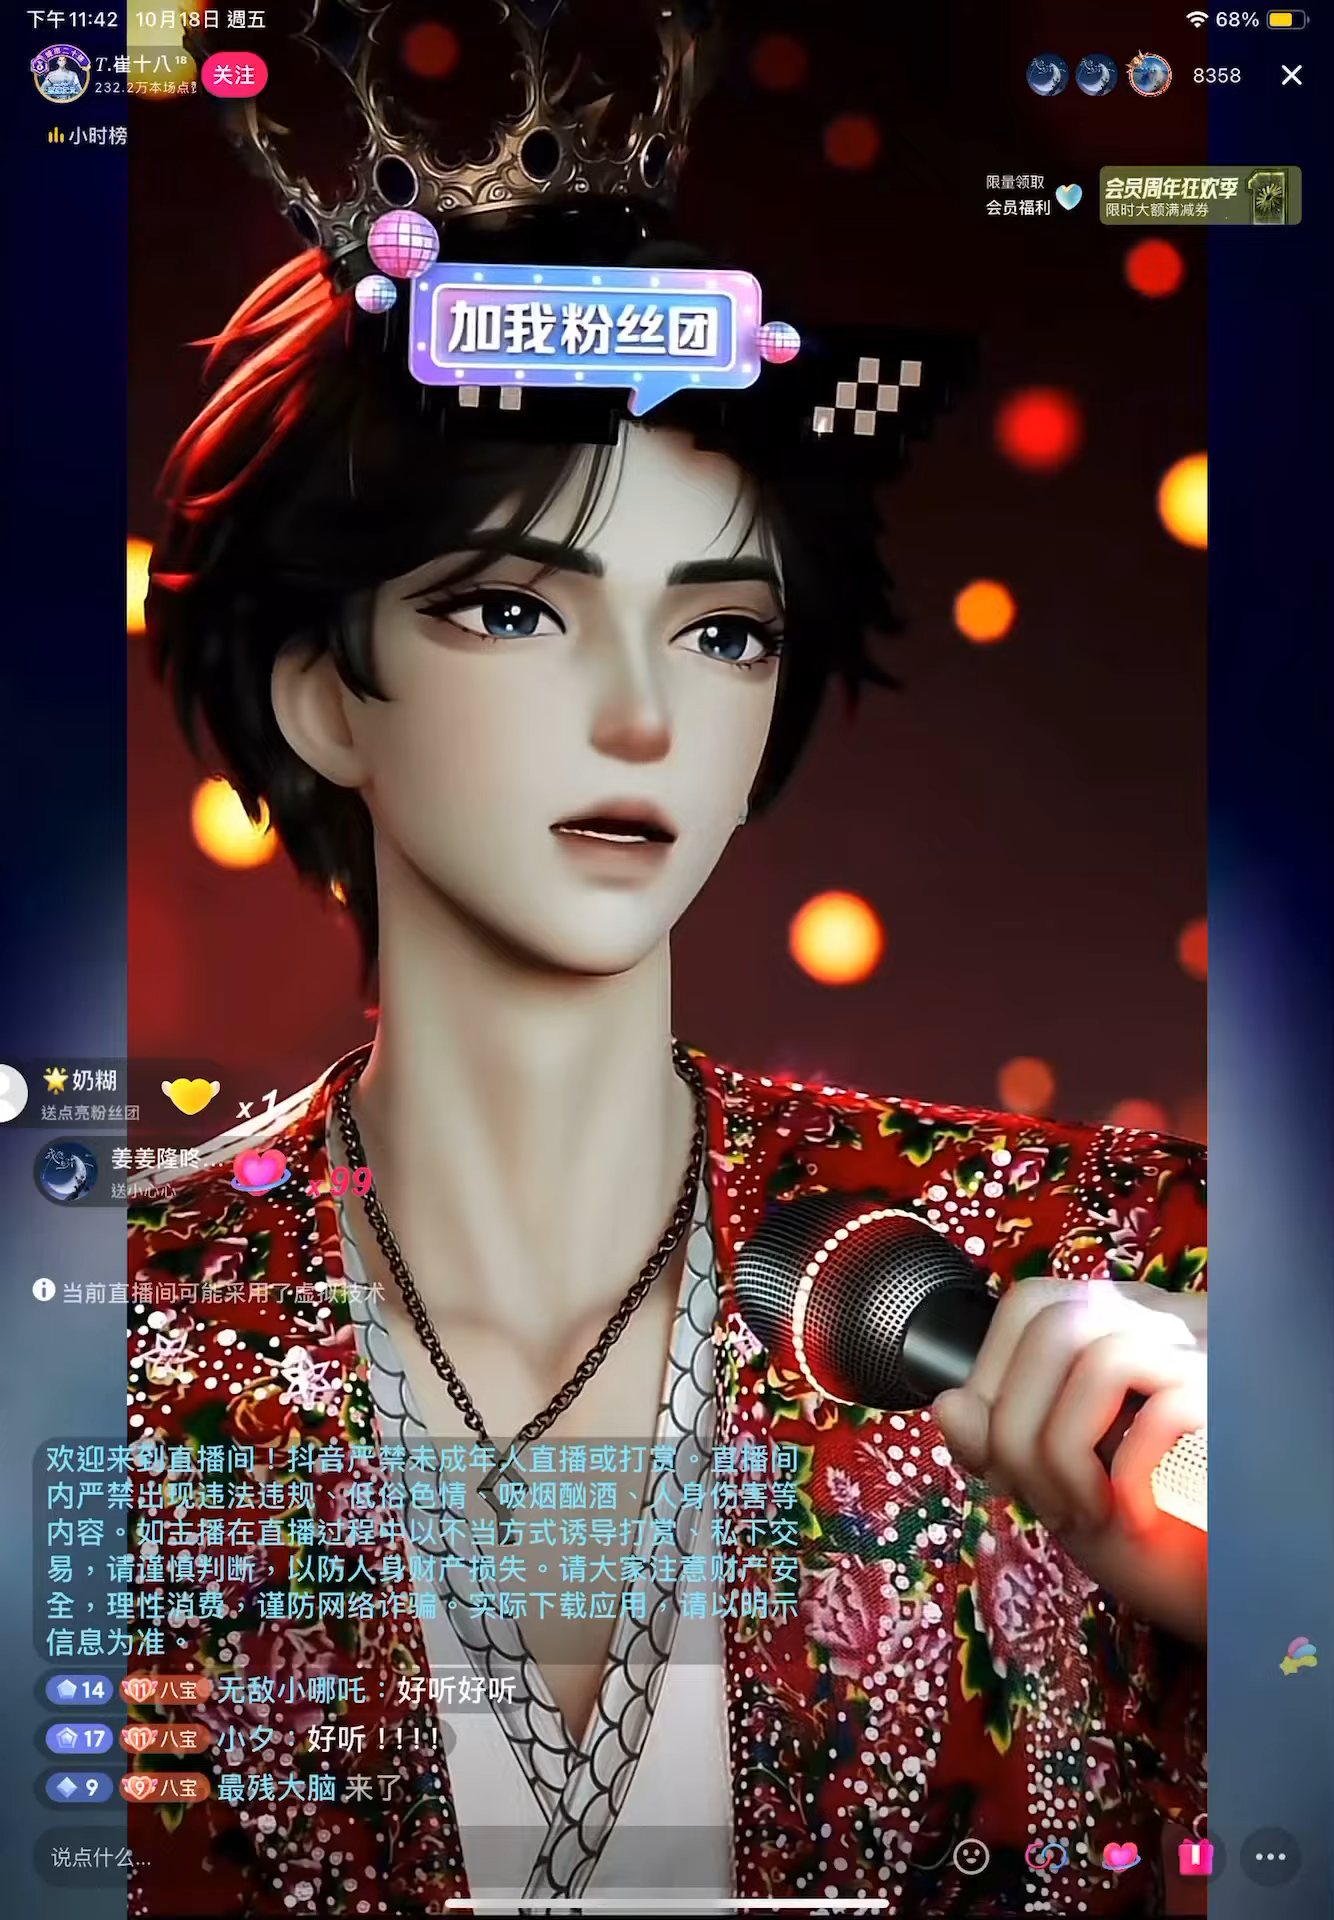 下午11:42 10月18日 週五
68%
T.崔十八18
232.2万本场点
关注
8358
小时榜
限量领取
会员福利
会员周年狂欢季
限时大额满减券
加我粉丝团
奶糊
送点亮粉丝团
x 1
姜姜隆咚...
送小心心
x 99
当前直播间可能采用了虚拟技术
欢迎来到直播间！抖音严禁未成年人直播或打赏。直播间
内严禁出现违法违规、低俗色情、吸烟酗酒、人身伤害等
内容。如主播在直播过程中以不当方式诱导打赏、私下交
易，请谨慎判断，以防人身财产损失。请大家注意财产安
全，理性消费，谨防网络诈骗。实际下载应用，请以明示
信息为准。
14 11 八宝 无敌小哪吒：好听好听
17 11 八宝 小夕：好听！！！！
9 9 八宝 最残大脑 来了
说点什么...